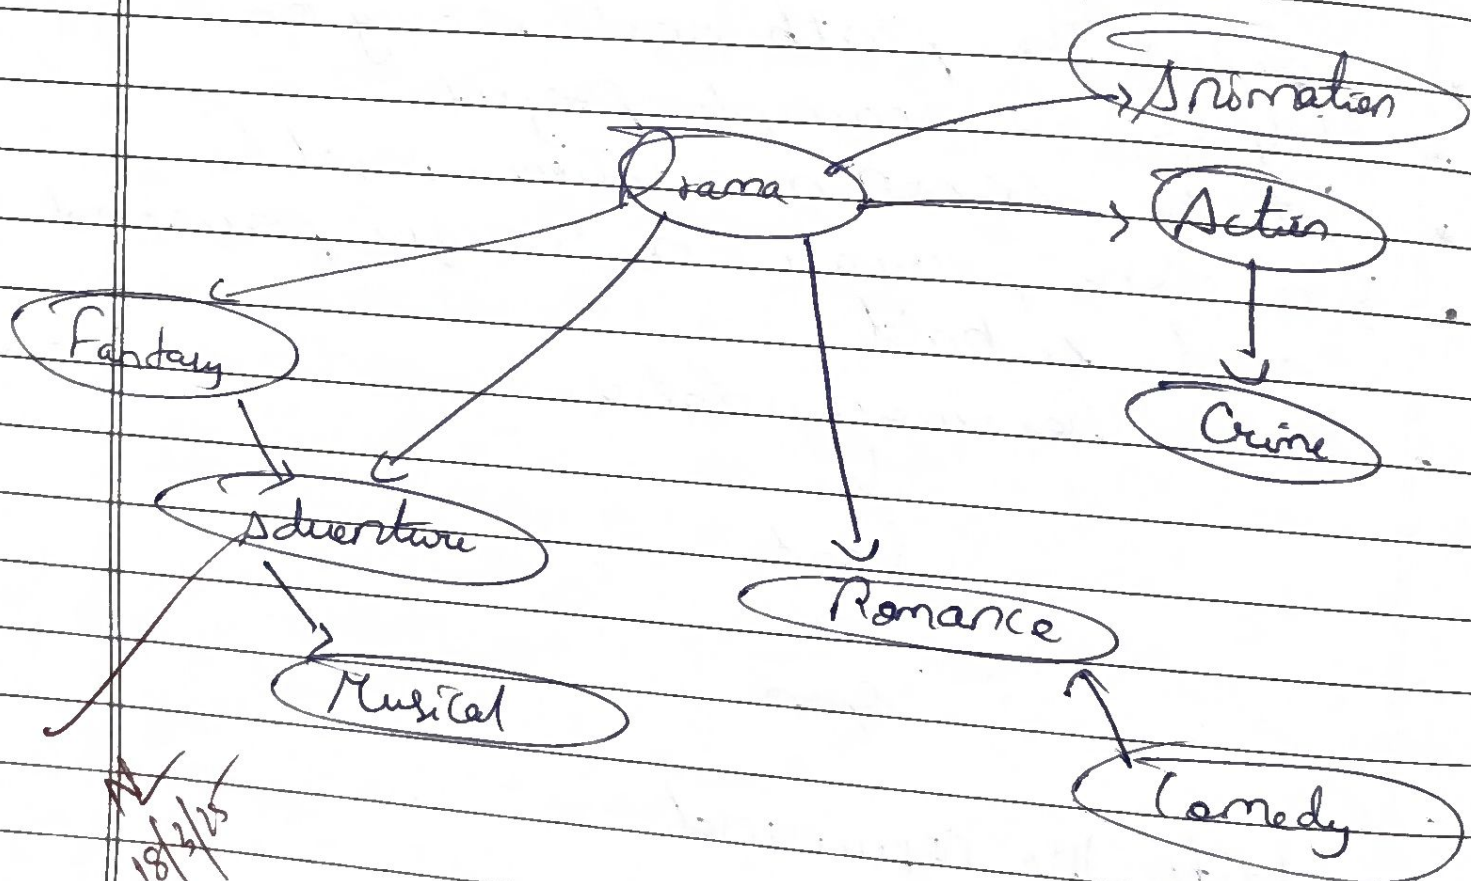 Animation
Drama
Action
Fantasy
Crime
Adventure
Romance
Musical
Comedy
18/3/25